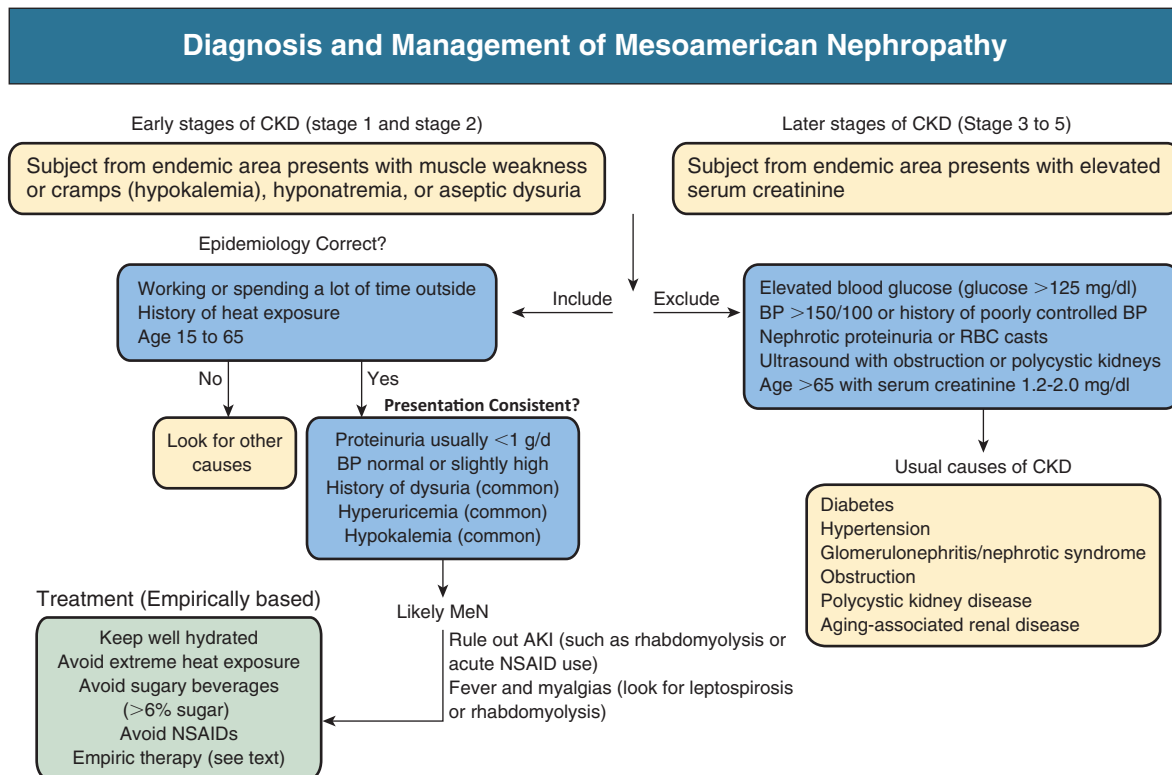 Diagnosis and Management of Mesoamerican Nephropathy
Early stages of CKD (stage 1 and stage 2)
Subject from endemic area presents with muscle weakness
or cramps (hypokalemia), hyponatremia, or aseptic dysuria
Later stages of CKD (Stage 3 to 5)
Subject from endemic area presents with elevated
serum creatinine
Epidemiology Correct?
Working or spending a lot of time outside
History of heat exposure
Age 15 to 65
Include
Exclude
Elevated blood glucose (glucose >125 mg/dl)
BP >150/100 or history of poorly controlled BP
Nephrotic proteinuria or RBC casts
Ultrasound with obstruction or polycystic kidneys
Age >65 with serum creatinine 1.2-2.0 mg/dl
No
Yes
Look for other
causes
Presentation Consistent?
Proteinuria usually <1 g/d
BP normal or slightly high
History of dysuria (common)
Hyperuricemia (common)
Hypokalemia (common)
Usual causes of CKD
Diabetes
Hypertension
Glomerulonephritis/nephrotic syndrome
Obstruction
Polycystic kidney disease
Aging-associated renal disease
Likely MeN
Rule out AKI (such as rhabdomyolysis or
acute NSAID use)
Fever and myalgias (look for leptospirosis
or rhabdomyolysis)
Treatment (Empirically based)
Keep well hydrated
Avoid extreme heat exposure
Avoid sugary beverages
(>6% sugar)
Avoid NSAIDs
Empiric therapy (see text)